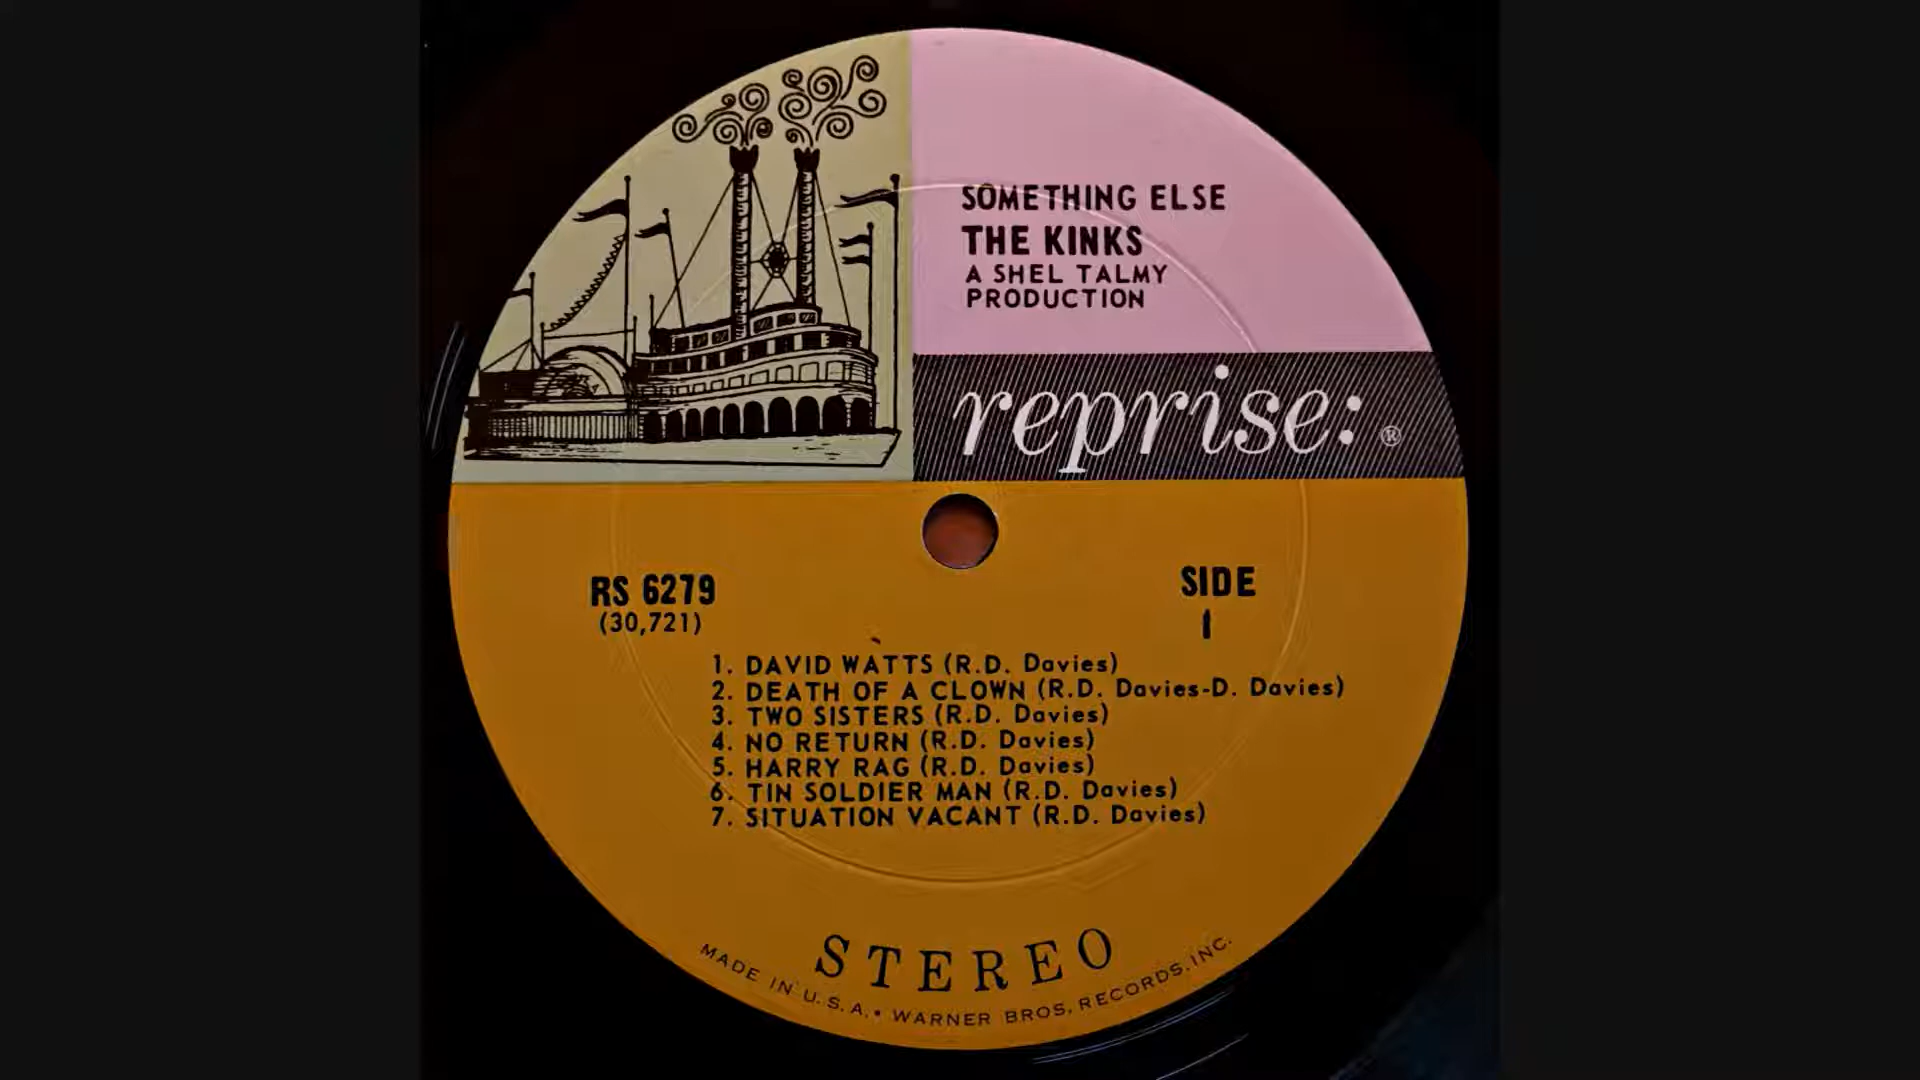 SOMETHING ELSE
THE KINKS
A SHEL TALMY
PRODUCTION
reprise: ®
RS 6279
(30,721)
SIDE
1
1. DAVID WATTS (R.D. Davies)
2. DEATH OF A CLOWN (R.D. Davies-D. Davies)
3. TWO SISTERS (R.D. Davies)
4. NO RETURN (R.D. Davies)
5. HARRY RAG (R.D. Davies)
6. TIN SOLDIER MAN (R.D. Davies)
7. SITUATION VACANT (R.D. Davies)
STEREO
MADE IN U.S.A. • WARNER BROS. RECORDS, INC.